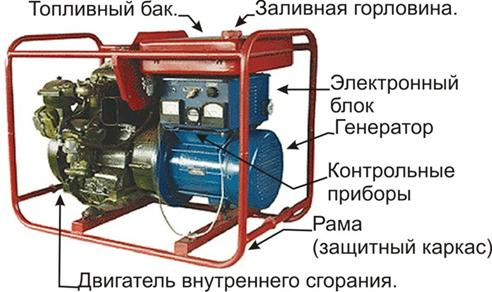 Топливный бак.
Заливная горловина.
Электронный
блок
Генератор
Контрольные
приборы
Рама
(защитный каркас)
Двигатель внутреннего сгорания.